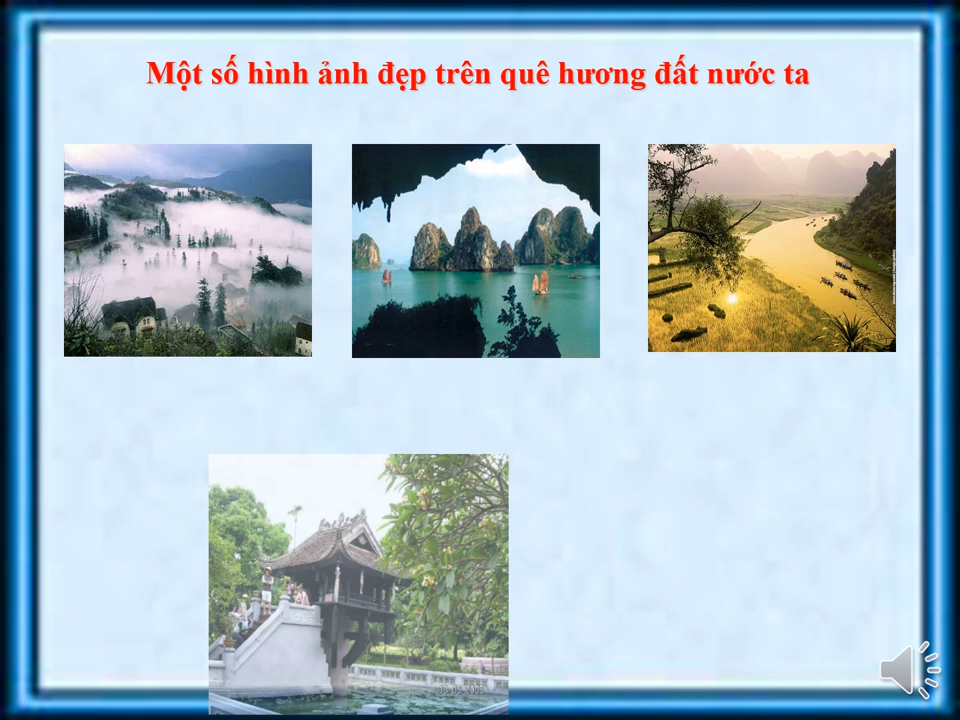 Một số hình ảnh đẹp trên quê hương đất nước ta